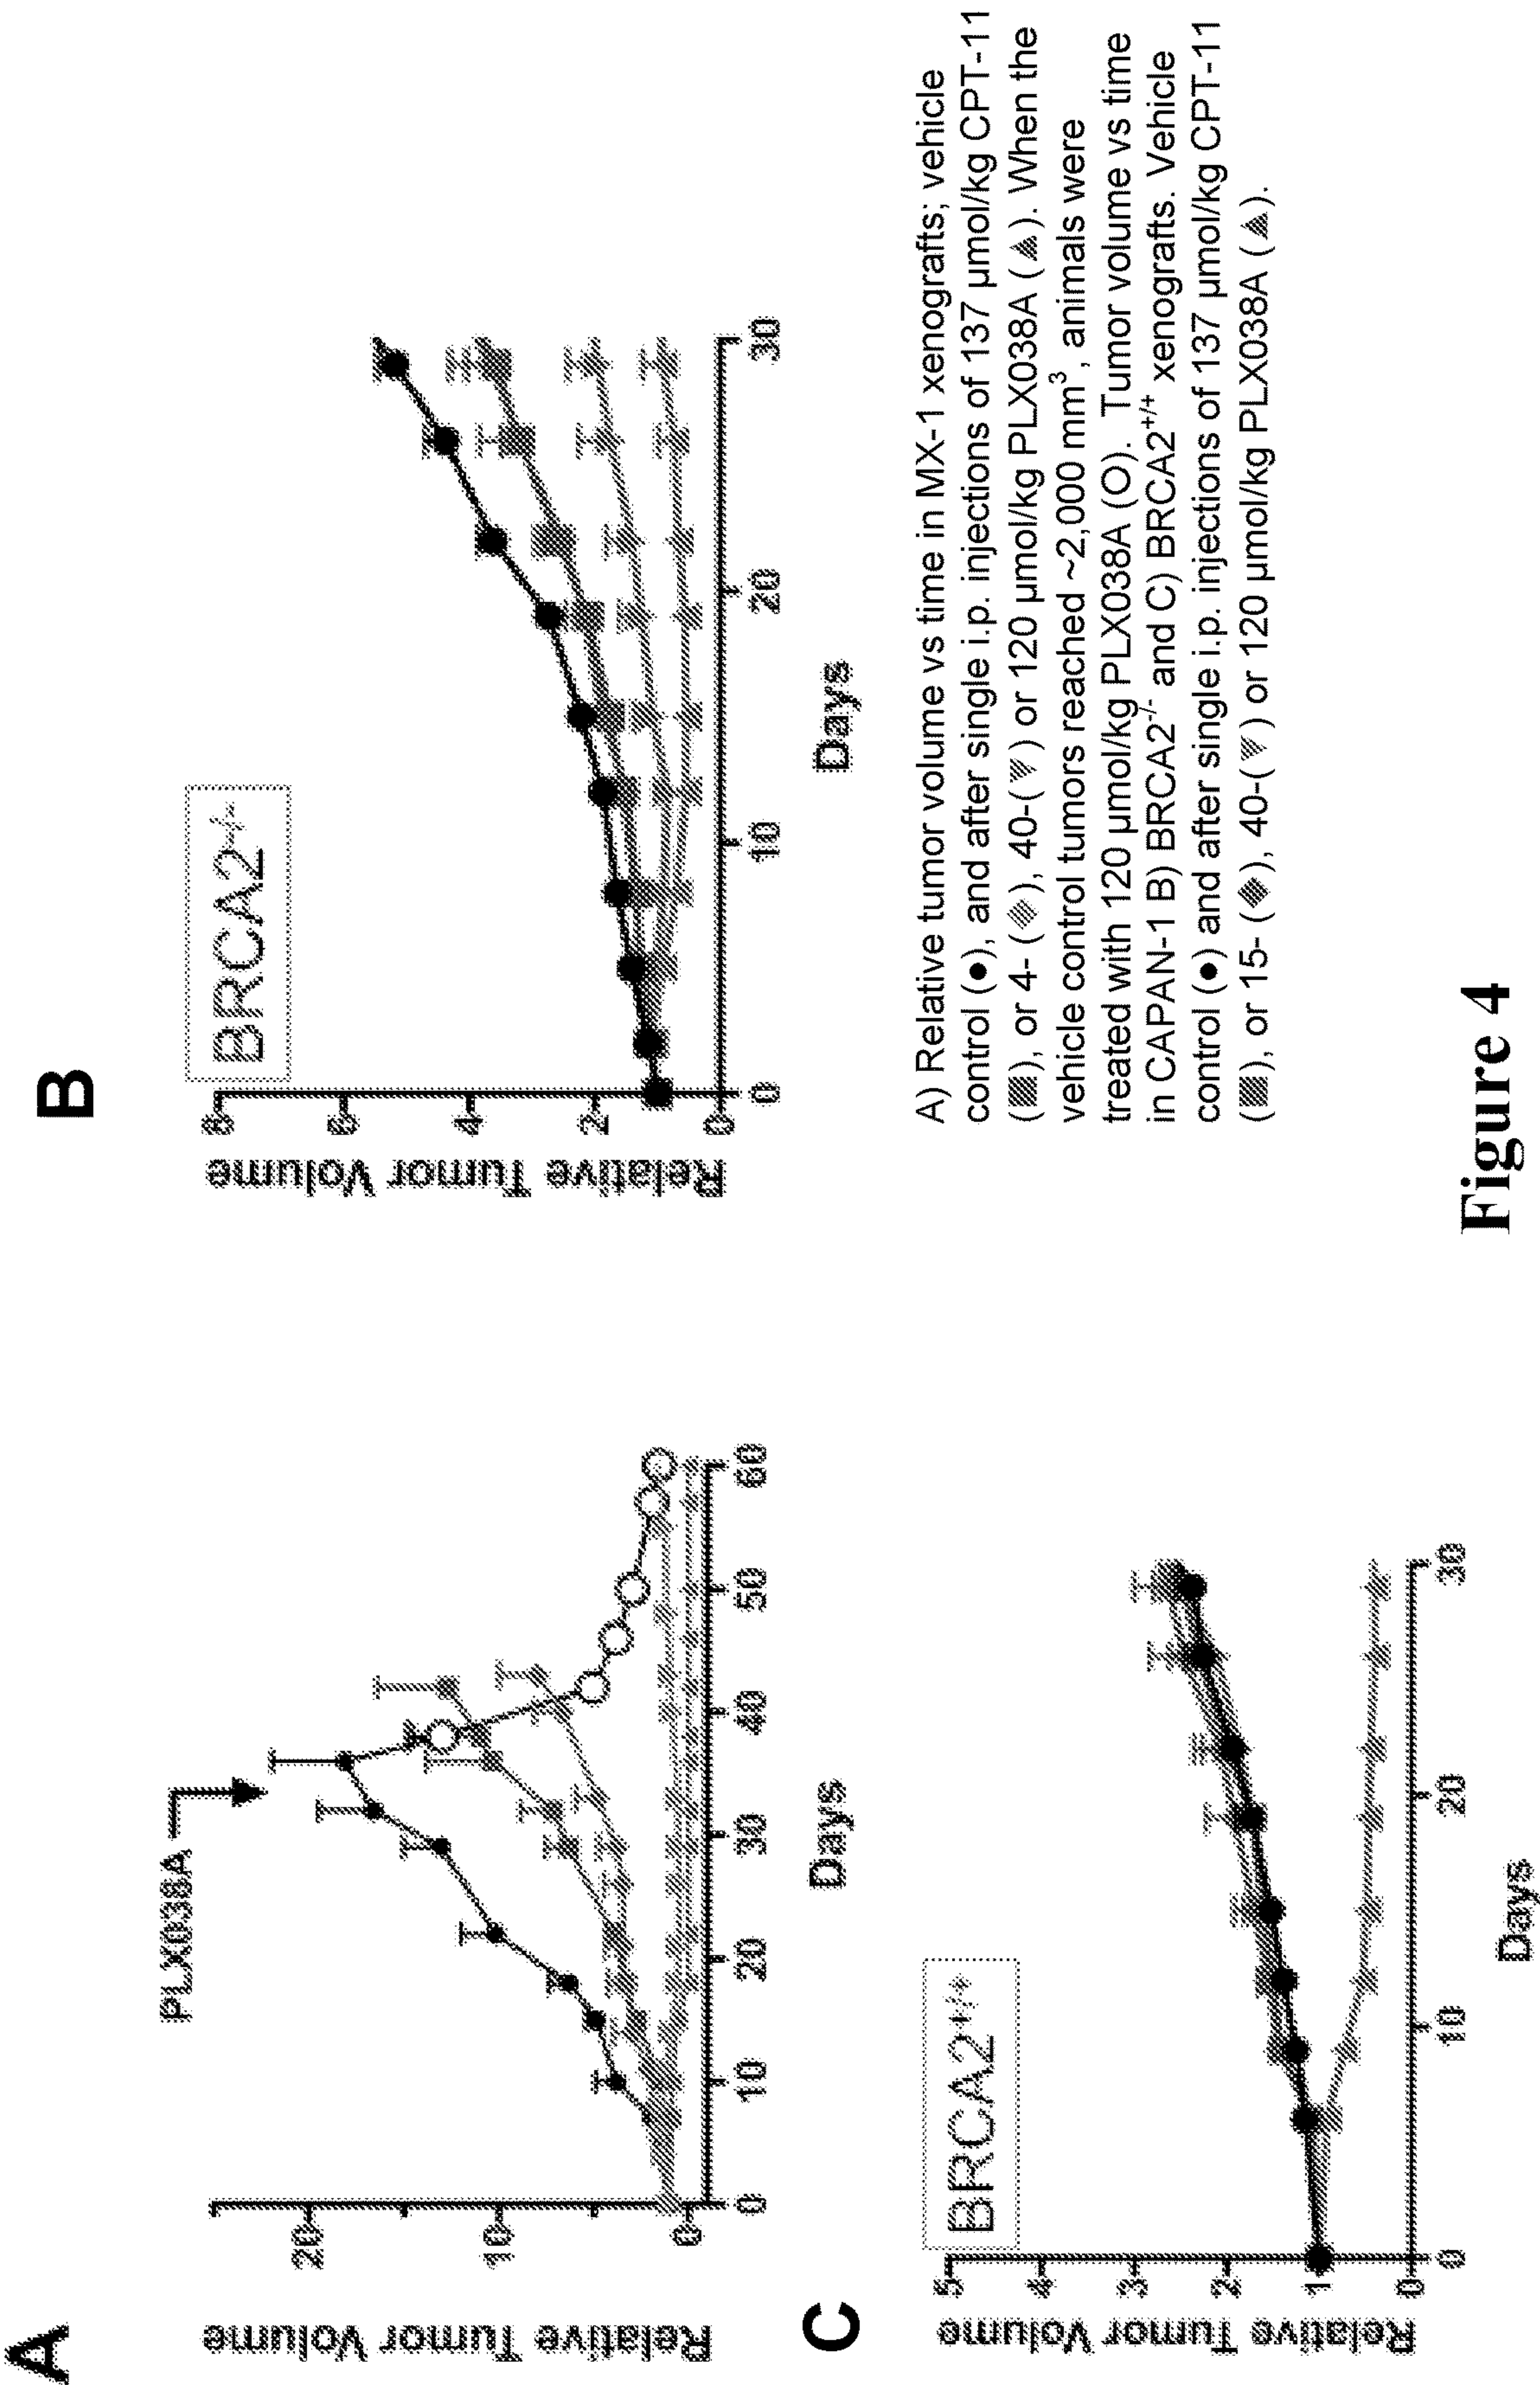 A
PLX038A
Relative Tumor Volume
20
10
0
0
10
20
30
40
50
60
Days
B
BRCA2-/-
Relative Tumor Volume
8
6
4
2
0
0
10
20
30
Days
C
BRCA2+/+
Relative Tumor Volume
5
4
3
2
1
0
0
10
20
30
Days
A) Relative tumor volume vs time in MX-1 xenografts; vehicle
control (●), and after single i.p. injections of 137 µmol/kg CPT-11
(■), or 4- (◆), 40-(▼) or 120 µmol/kg PLX038A (▲). When the
vehicle control tumors reached ~2,000 mm³, animals were
treated with 120 µmol/kg PLX038A (O). Tumor volume vs time
in CAPAN-1 B) BRCA2-/- and C) BRCA2+/+ xenografts. Vehicle
control (●) and after single i.p. injections of 137 µmol/kg CPT-11
(■), or 15- (◆), 40-(▼) or 120 µmol/kg PLX038A (▲).
Figure 4